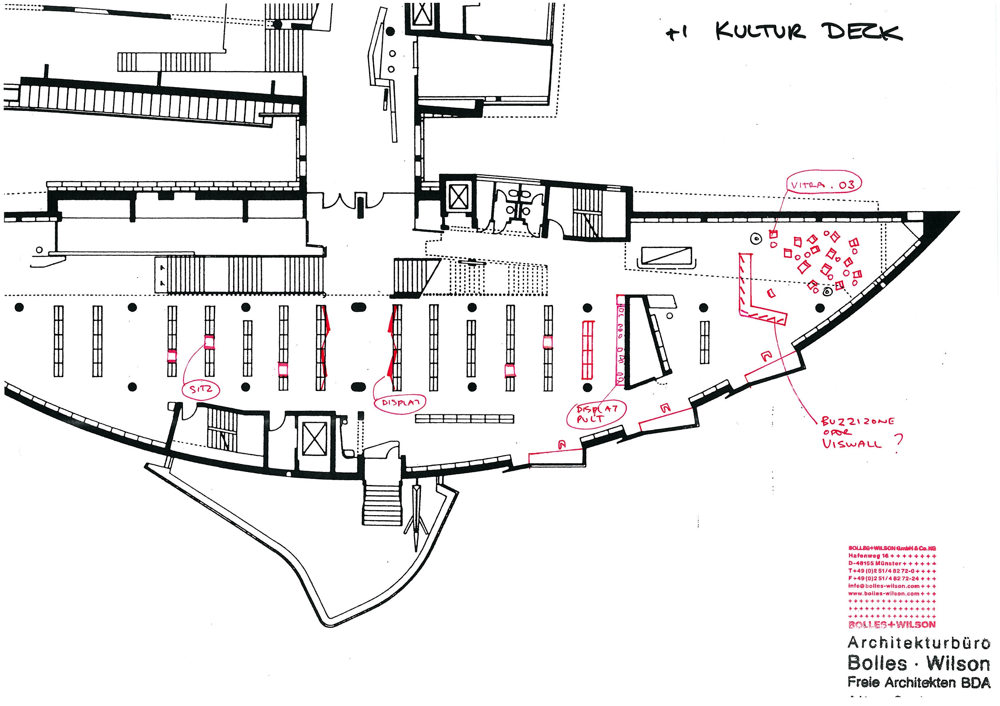 +1 KULTUR DECK
VITRA . 03
SITZ
DISPLAY
DISPLAY
PULT
BUZZIZONE
ODER
VISWALL ?
BOLLES+WILSON GmbH & Co. KG
Hafenweg 16 + + + + + + + +
D-48155 Münster + + + + + +
T+49 (0)2 51/4 82 72-0 + + + +
F+49 (0)2 51/4 82 72-24 + + +
info@bolles-wilson.com + + +
www.bolles-wilson.com + + +
+ + + + + + + + + + + + + + + +
+ + + + + + + + + + + + + + + +
+ + + + + + + + + + + + + + + +
BOLLES+WILSON
Architekturbüro
Bolles · Wilson
Freie Architekten BDA